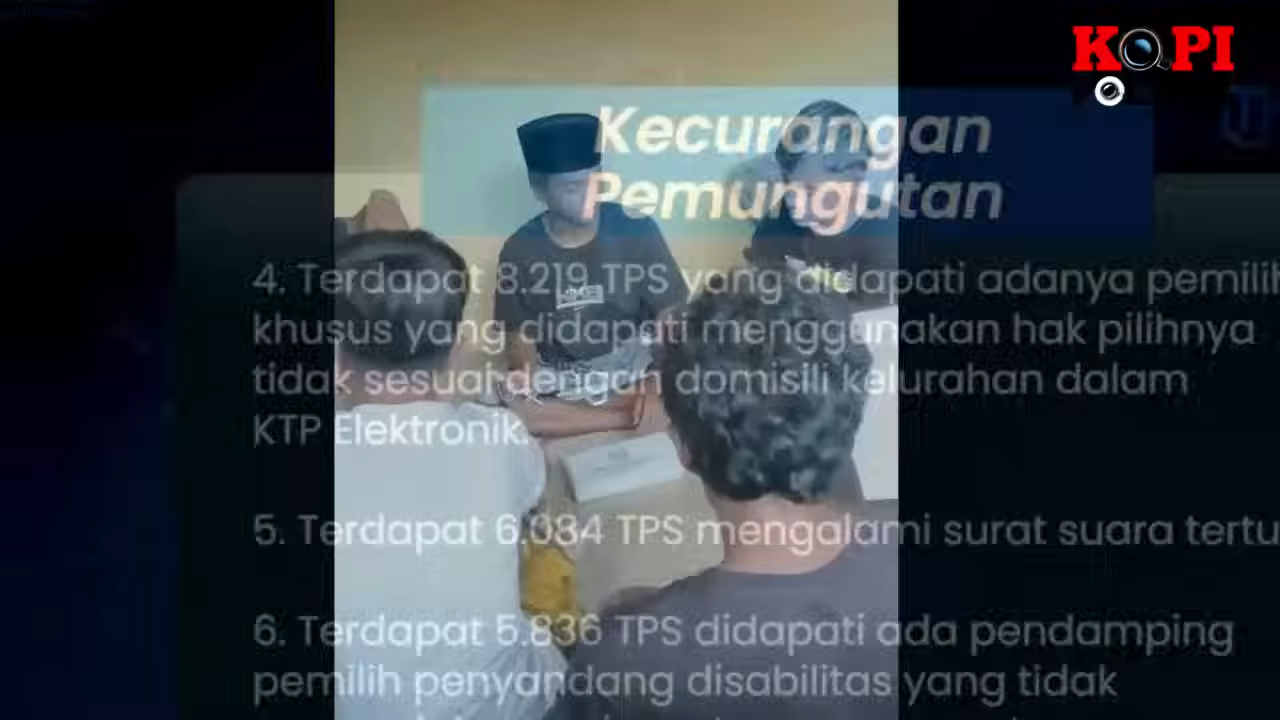 KOPI
Kecurangan
Pemungutan
4. Terdapat 8.219 TPS yang didapati adanya pemilih
khusus yang didapati menggunakan hak pilihnya
tidak sesuai dengan domisili kelurahan dalam
KTP Elektronik.
5. Terdapat 6.084 TPS mengalami surat suara
6. Terdapat 5.836 TPS didapati ada pendamping
pemilih penyandang disabilitas yang tidak